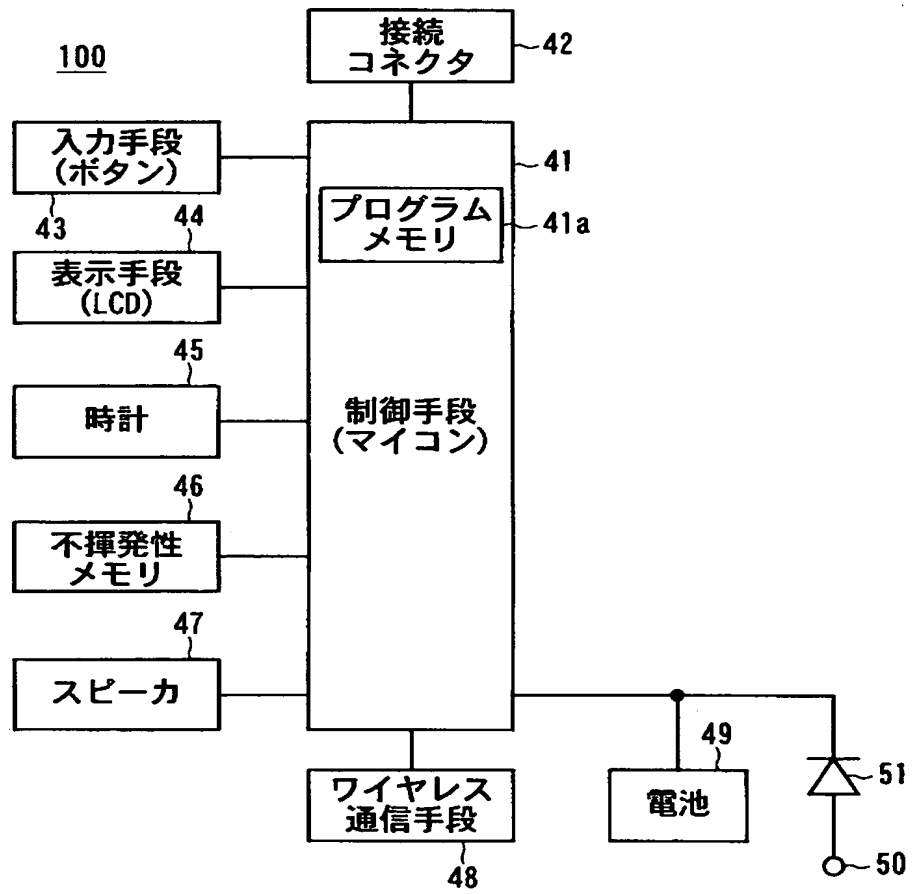 100
接続
コネクタ
42
入力手段
(ボタン)
43
41
プログラム
メモリ
41a
44
表示手段
(LCD)
45
時計
制御手段
(マイコン)
46
不揮発性
メモリ
47
スピーカ
ワイヤレス
通信手段
48
49
電池
51
50